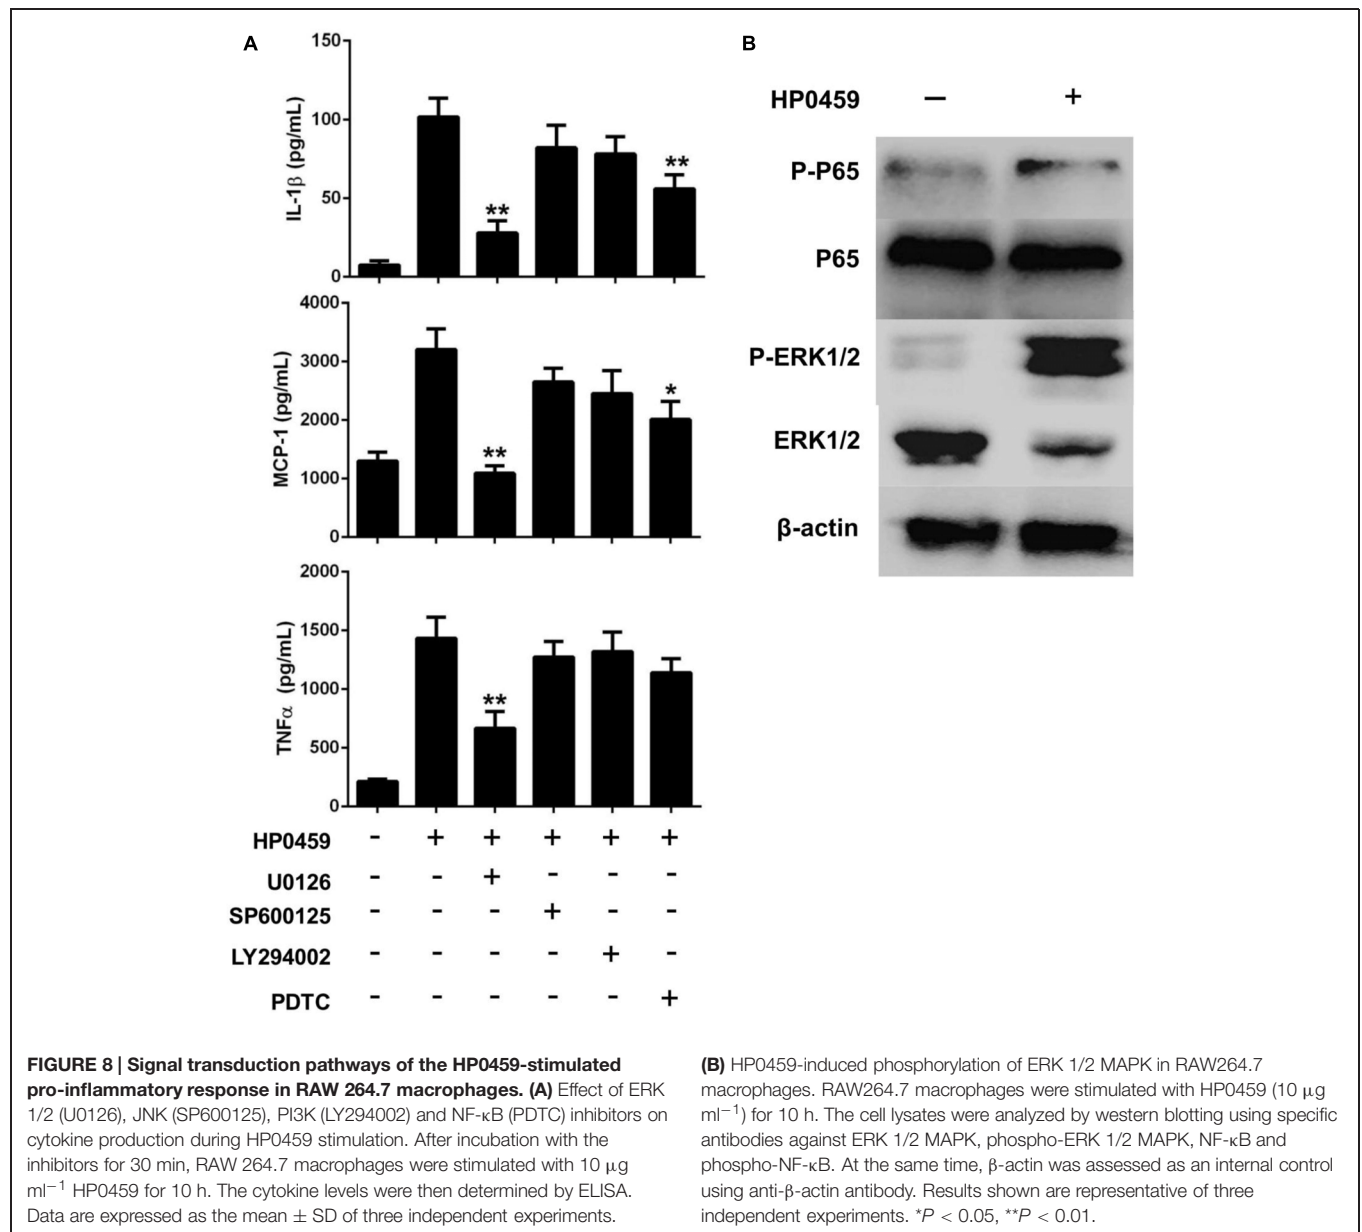 A
150
100
50
0
IL-1β (pg/mL)
**
**
4000
3000
2000
1000
0
MCP-1 (pg/mL)
**
*
2000
1500
1000
500
0
TNFα (pg/mL)
**
HP0459 - + + + + +
U0126 - - + - - -
SP600125 - - - + - -
LY294002 - - - - + -
PDTC - - - - - +
B
HP0459 − +
P-P65
P65
P-ERK1/2
ERK1/2
β-actin
FIGURE 8 | Signal transduction pathways of the HP0459-stimulated
pro-inflammatory response in RAW 264.7 macrophages. (A) Effect of ERK
1/2 (U0126), JNK (SP600125), PI3K (LY294002) and NF-κB (PDTC) inhibitors on
cytokine production during HP0459 stimulation. After incubation with the
inhibitors for 30 min, RAW 264.7 macrophages were stimulated with 10 μg
ml−1 HP0459 for 10 h. The cytokine levels were then determined by ELISA.
Data are expressed as the mean ± SD of three independent experiments.
(B) HP0459-induced phosphorylation of ERK 1/2 MAPK in RAW264.7
macrophages. RAW264.7 macrophages were stimulated with HP0459 (10 μg
ml−1) for 10 h. The cell lysates were analyzed by western blotting using specific
antibodies against ERK 1/2 MAPK, phospho-ERK 1/2 MAPK, NF-κB and
phospho-NF-κB. At the same time, β-actin was assessed as an internal control
using anti-β-actin antibody. Results shown are representative of three
independent experiments. *P < 0.05, **P < 0.01.